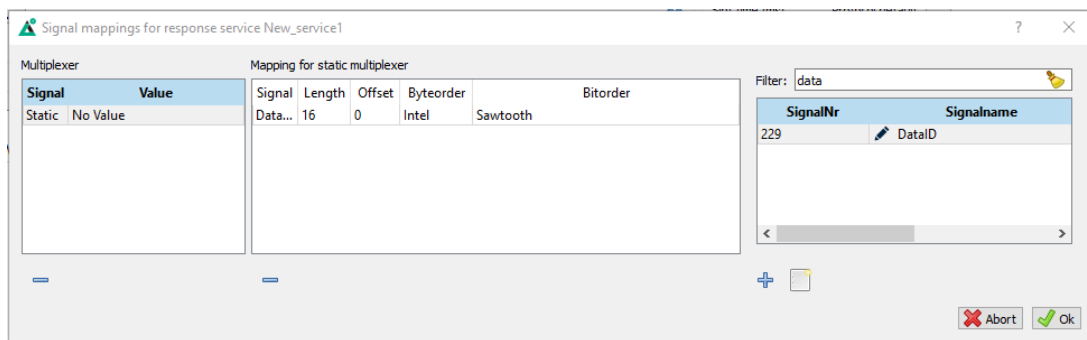 Signal mappings for response service New_service1
Multiplexer
Signal Value
Static No Value
Mapping for static multiplexer
Signal Length Offset Byteorder Bitorder
Data... 16 0 Intel Sawtooth
Filter: data
SignalNr Signalname
229 DataID
Abort Ok